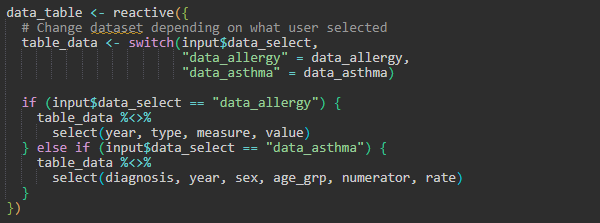 data_table <- reactive({
  # Change dataset depending on what user selected
  table_data <- switch(input$data_select,
                       "data_allergy" = data_allergy,
                       "data_asthma" = data_asthma)

  if (input$data_select == "data_allergy") {
    table_data %<>%
      select(year, type, measure, value)
  } else if (input$data_select == "data_asthma") {
    table_data %<>%
      select(diagnosis, year, sex, age_grp, numerator, rate)
  }
})